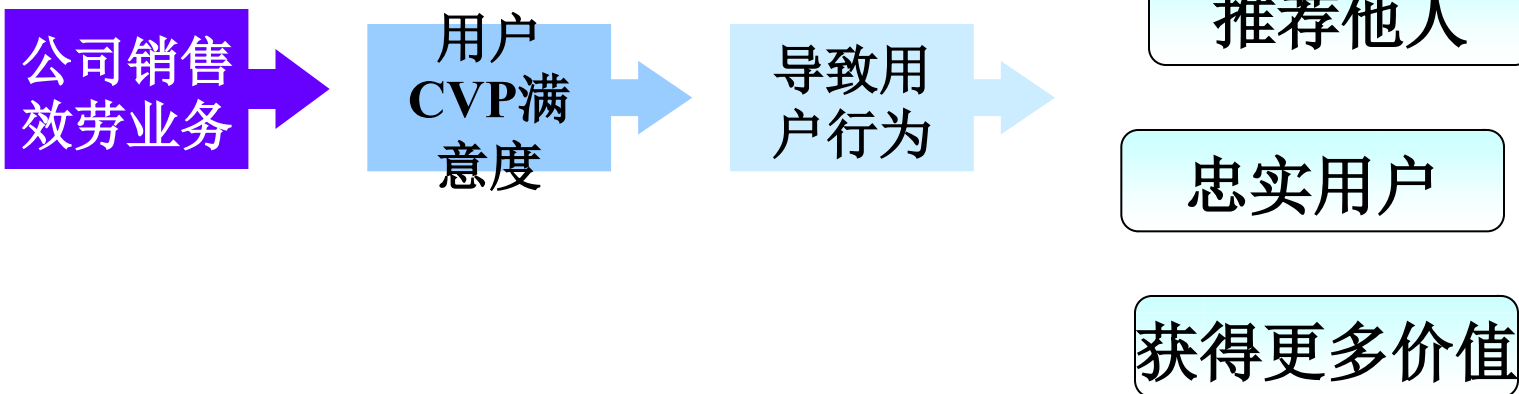 公司销售
效劳业务
用户
CVP满
意度
导致用
户行为
推荐他人
忠实用户
获得更多价值